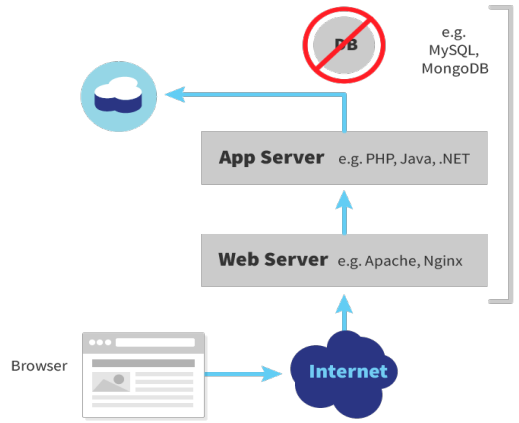 DB
e.g.
MySQL,
MongoDB
App Server e.g. PHP, Java, .NET
Web Server e.g. Apache, Nginx
Browser
Internet